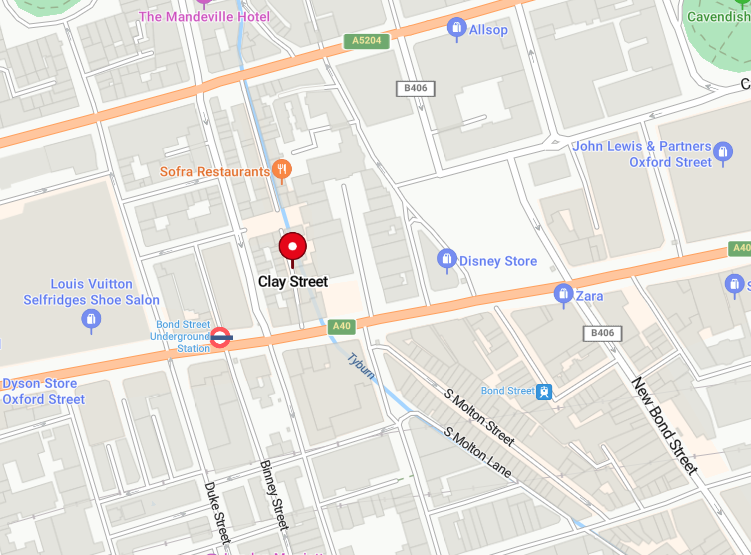 The Mandeville Hotel
Cavendish
Allsop
A5204
B406
C
John Lewis & Partners
Oxford Street
Sofra Restaurants
A40
Disney Store
Clay Street
Louis Vuitton
Selfridges Shoe Salon
Zara
S
Bond Street
Underground
Station
A40
B406
Tyburn
Dyson Store
Oxford Street
Bond Street
New Bond Street
S Molton Street
S Molton Lane
Binney Street
Duke Street